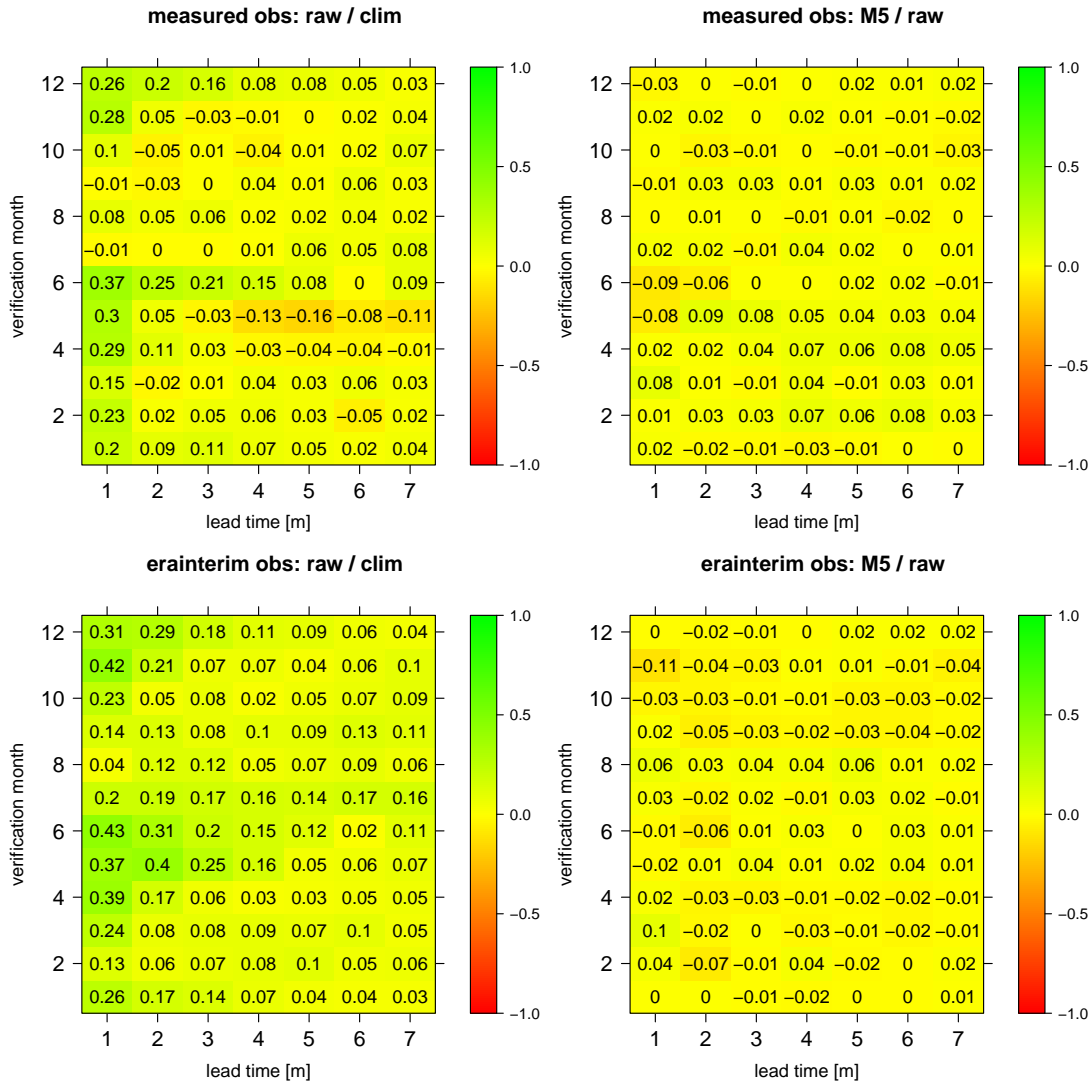 measured obs: raw / clim
12 0.26 0.2 0.16 0.08 0.08 0.05 0.03
0.28 0.05 −0.03 −0.01 0 0.02 0.04
10 0.1 −0.05 0.01 −0.04 0.01 0.02 0.07
−0.01 −0.03 0 0.04 0.01 0.06 0.03
8 0.08 0.05 0.06 0.02 0.02 0.04 0.02
−0.01 0 0 0.01 0.06 0.05 0.08
6 0.37 0.25 0.21 0.15 0.08 0 0.09
0.3 0.05 −0.03 −0.13 −0.16 −0.08 −0.11
4 0.29 0.11 0.03 −0.03 −0.04 −0.04 −0.01
0.15 −0.02 0.01 0.04 0.03 0.06 0.03
2 0.23 0.02 0.05 0.06 0.03 −0.05 0.02
0.2 0.09 0.11 0.07 0.05 0.02 0.04
1 2 3 4 5 6 7
lead time [m]
verification month
1.0
0.5
0.0
−0.5
−1.0
measured obs: M5 / raw
12 −0.03 0 −0.01 0 0.02 0.01 0.02
0.02 0.02 0 0.02 0.01 −0.01 −0.02
10 0 −0.03 −0.01 0 −0.01 −0.01 −0.03
−0.01 0.03 0.03 0.01 0.03 0.01 0.02
8 0 0.01 0 −0.01 0.01 −0.02 0
0.02 0.02 −0.01 0.04 0.02 0 0.01
6 −0.09 −0.06 0 0 0.02 0.02 −0.01
−0.08 0.09 0.08 0.05 0.04 0.03 0.04
4 0.02 0.02 0.04 0.07 0.06 0.08 0.05
0.08 0.01 −0.01 0.04 −0.01 0.03 0.01
2 0.01 0.03 0.03 0.07 0.06 0.08 0.03
0.02 −0.02 −0.01 −0.03 −0.01 0 0
1 2 3 4 5 6 7
lead time [m]
verification month
1.0
0.5
0.0
−0.5
−1.0
erainterim obs: raw / clim
12 0.31 0.29 0.18 0.11 0.09 0.06 0.04
0.42 0.21 0.07 0.07 0.04 0.06 0.1
10 0.23 0.05 0.08 0.02 0.05 0.07 0.09
0.14 0.13 0.08 0.1 0.09 0.13 0.11
8 0.04 0.12 0.12 0.05 0.07 0.09 0.06
0.2 0.19 0.17 0.16 0.14 0.17 0.16
6 0.43 0.31 0.2 0.15 0.12 0.02 0.11
0.37 0.4 0.25 0.16 0.05 0.06 0.07
4 0.39 0.17 0.06 0.03 0.03 0.05 0.05
0.24 0.08 0.08 0.09 0.07 0.1 0.05
2 0.13 0.06 0.07 0.08 0.1 0.05 0.06
0.26 0.17 0.14 0.07 0.04 0.04 0.03
1 2 3 4 5 6 7
lead time [m]
verification month
1.0
0.5
0.0
−0.5
−1.0
erainterim obs: M5 / raw
12 0 −0.02 −0.01 0 0.02 0.02 0.02
−0.11 −0.04 −0.03 0.01 0.01 −0.01 −0.04
10 −0.03 −0.03 −0.01 −0.01 −0.03 −0.03 −0.02
0.02 −0.05 −0.03 −0.02 −0.03 −0.04 −0.02
8 0.06 0.03 0.04 0.04 0.06 0.01 0.02
0.03 −0.02 0.02 −0.01 0.03 0.02 −0.01
6 −0.01 −0.06 0.01 0.03 0 0.03 0.01
−0.02 0.01 0.04 0.01 0.02 0.04 0.01
4 0.02 −0.03 −0.03 −0.01 −0.02 −0.02 −0.01
0.1 −0.02 0 −0.03 −0.01 −0.02 −0.01
2 0.04 −0.07 −0.01 0.04 −0.02 0 0.02
0 0 −0.01 −0.02 0 0 0.01
1 2 3 4 5 6 7
lead time [m]
verification month
1.0
0.5
0.0
−0.5
−1.0